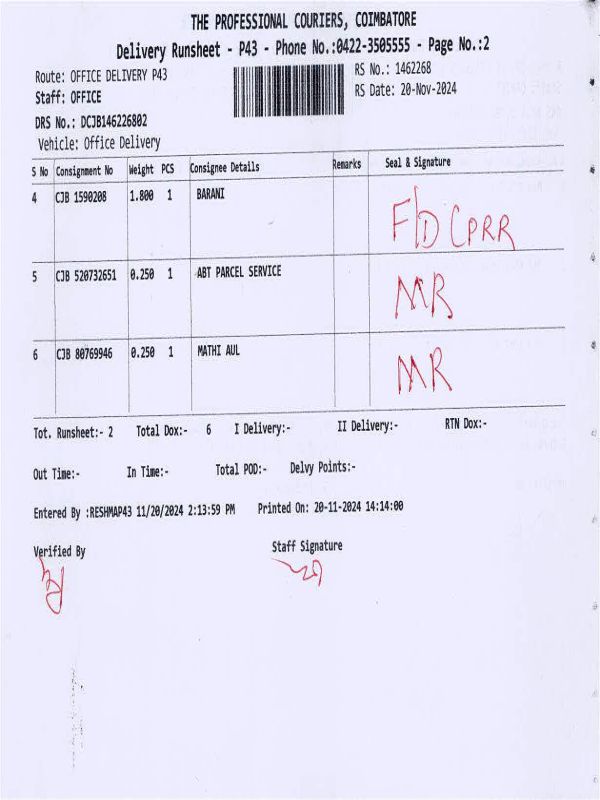 THE PROFESSIONAL COURIERS, COIMBATORE
Delivery Runsheet - P43 - Phone No.:0422-3505555 - Page No.:2
Route: OFFICE DELIVERY P43 RS No.: 1462268
Staff: OFFICE RS Date: 20-Nov-2024
DRS No.: DCJB146226802
Vehicle: Office Delivery
S No Consignment No Weight PCS Consignee Details Remarks Seal & Signature
4 CJB 1590208 1.800 1 BARANI F/D CPRR
5 CJB 520732651 0.250 1 ABT PARCEL SERVICE MR
6 CJB 80769946 0.250 1 MATHI AUL MR
Tot. Runsheet:- 2 Total Dox:- 6 I Delivery:- II Delivery:- RTN Dox:-
Out Time:- In Time:- Total POD:- Delvy Points:-
Entered By :RESHMAP43 11/20/2024 2:13:59 PM Printed On: 20-11-2024 14:14:00
Verified By Staff Signature